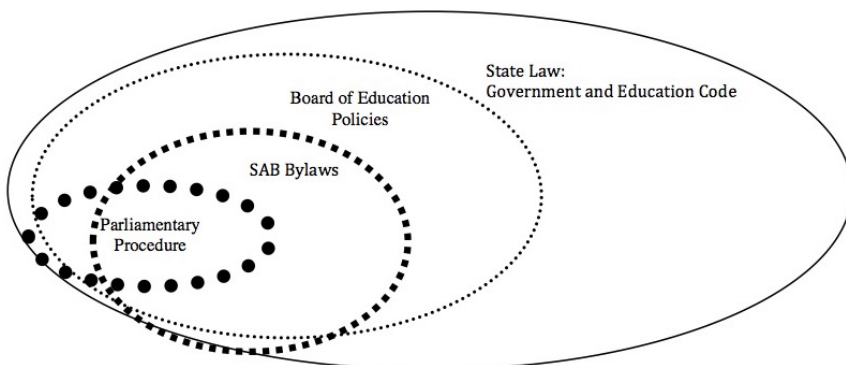 State Law:
Government and Education Code
Board of Education
Policies
SAB Bylaws
Parliamentary
Procedure